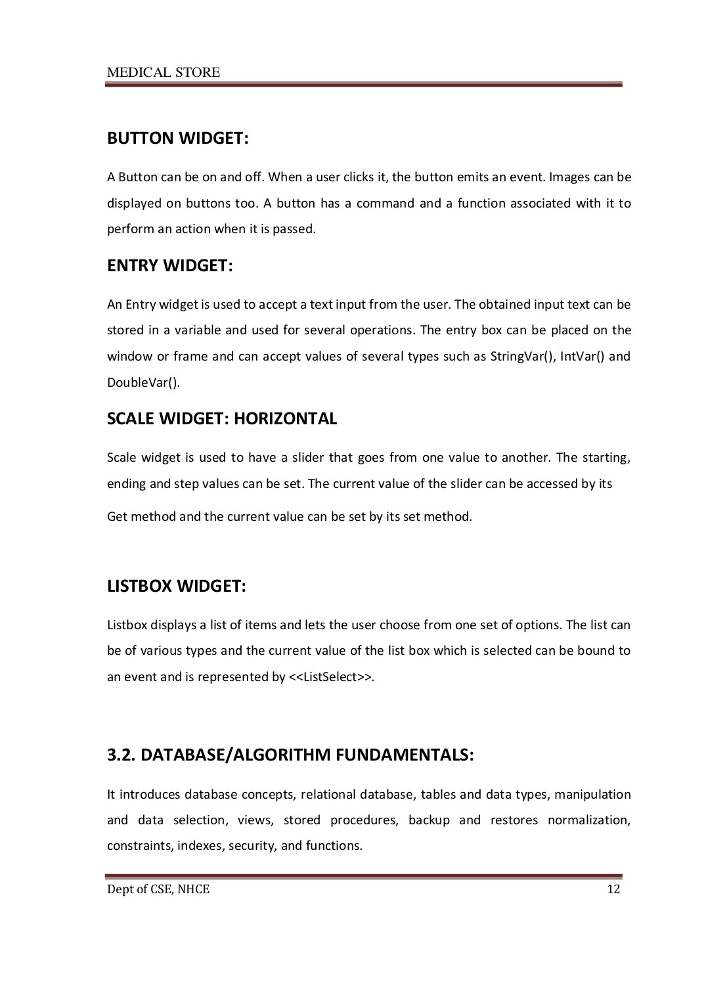 MEDICAL STORE
BUTTON WIDGET:
A Button can be on and off. When a user clicks it, the button emits an event. Images can be
displayed on buttons too. A button has a command and a function associated with it to
perform an action when it is passed.
ENTRY WIDGET:
An Entry widget is used to accept a text input from the user. The obtained input text can be
stored in a variable and used for several operations. The entry box can be placed on the
window or frame and can accept values of several types such as StringVar(), IntVar() and
DoubleVar().
SCALE WIDGET: HORIZONTAL
Scale widget is used to have a slider that goes from one value to another. The starting,
ending and step values can be set. The current value of the slider can be accessed by its
Get method and the current value can be set by its set method.
LISTBOX WIDGET:
Listbox displays a list of items and lets the user choose from one set of options. The list can
be of various types and the current value of the list box which is selected can be bound to
an event and is represented by <<ListSelect>>.
3.2. DATABASE/ALGORITHM FUNDAMENTALS:
It introduces database concepts, relational database, tables and data types, manipulation
and data selection, views, stored procedures, backup and restores normalization,
constraints, indexes, security, and functions.
Dept of CSE, NHCE 12